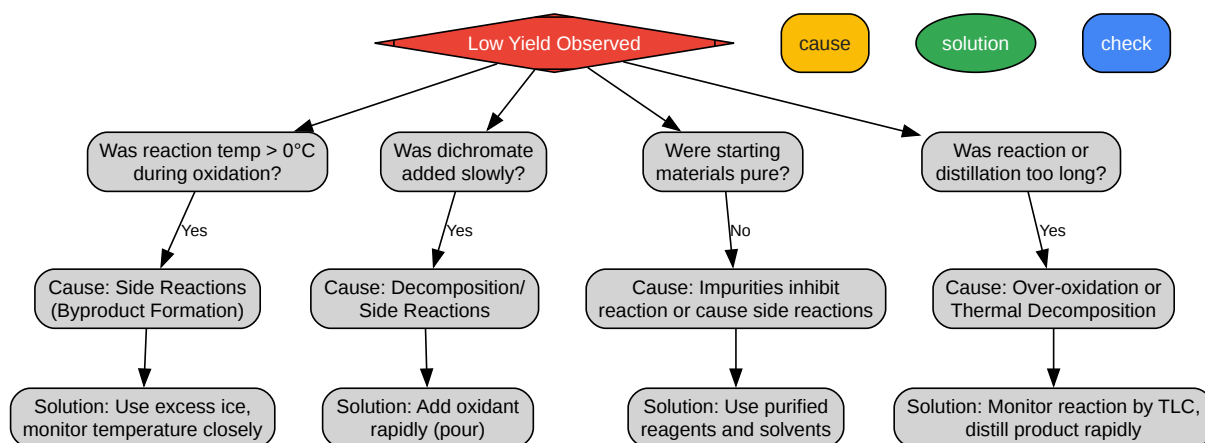 Low Yield Observed
cause
solution
check
Was reaction temp > 0°C
during oxidation?
Was dichromate
added slowly?
Were starting
materials pure?
Was reaction or
distillation too long?
Yes
Yes
No
Yes
Cause: Side Reactions
(Byproduct Formation)
Cause: Decomposition/
Side Reactions
Cause: Impurities inhibit
reaction or cause side reactions
Cause: Over-oxidation or
Thermal Decomposition
Solution: Use excess ice,
monitor temperature closely
Solution: Add oxidant
rapidly (pour)
Solution: Use purified
reagents and solvents
Solution: Monitor reaction by TLC,
distill product rapidly